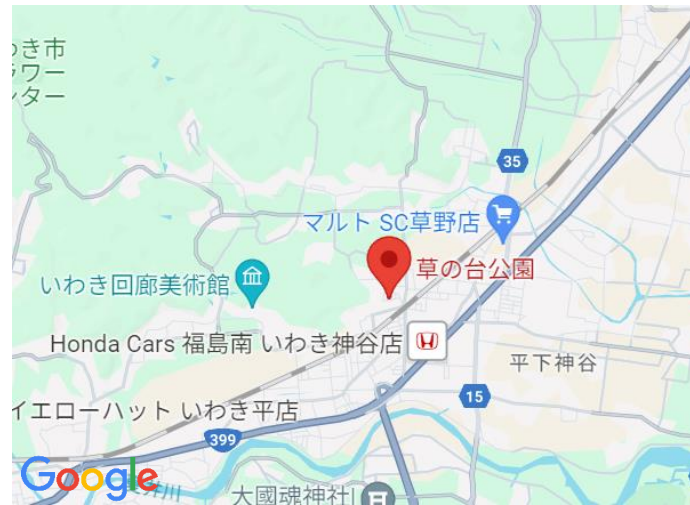 わき市
ラワー
ンター
35
マルト SC草野店
草の台公園
いわき回廊美術館
Honda Cars 福島南 いわき神谷店
平下神谷
イエローハット いわき平店
15
399
Google
大國魂神社